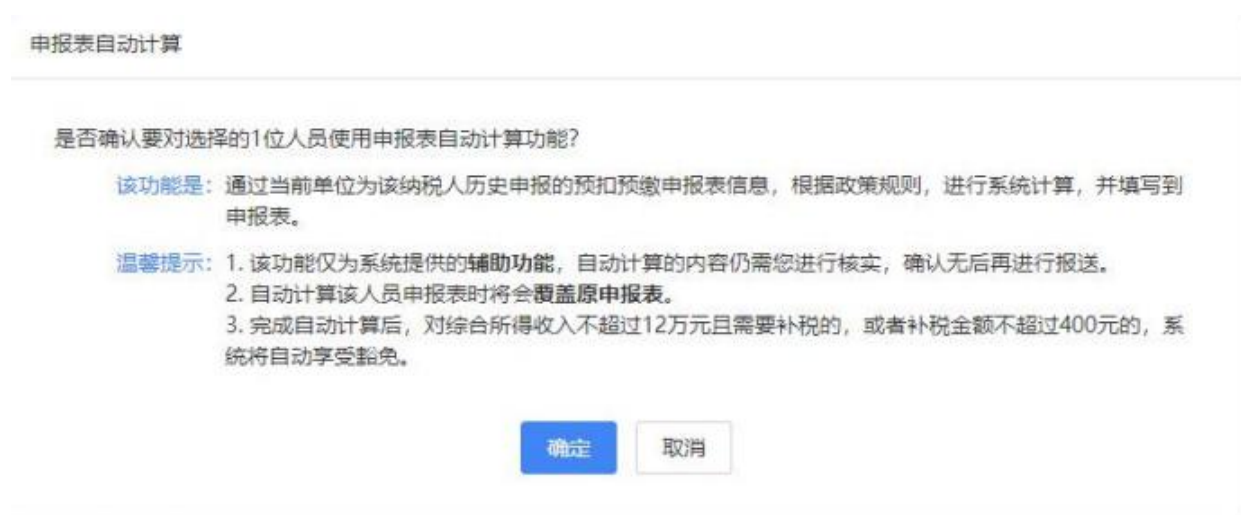 申报表自动计算
是否确认要对选择的1位人员使用申报表自动计算功能?
该功能是: 通过当前单位为该纳税人历史申报的预扣预缴申报表信息, 根据政策规则, 进行系统计算, 并填写到
申报表。
温馨提示: 1. 该功能仅为系统提供的辅助功能, 自动计算的内容仍需您进行核实, 确认无后再进行报送。
2. 自动计算该人员申报表时将会覆盖原申报表。
3. 完成自动计算后, 对综合所得收入不超过12万元且需要补税的, 或者补税金额不超过400元的, 系
统将自动享受豁免。
确定 取消